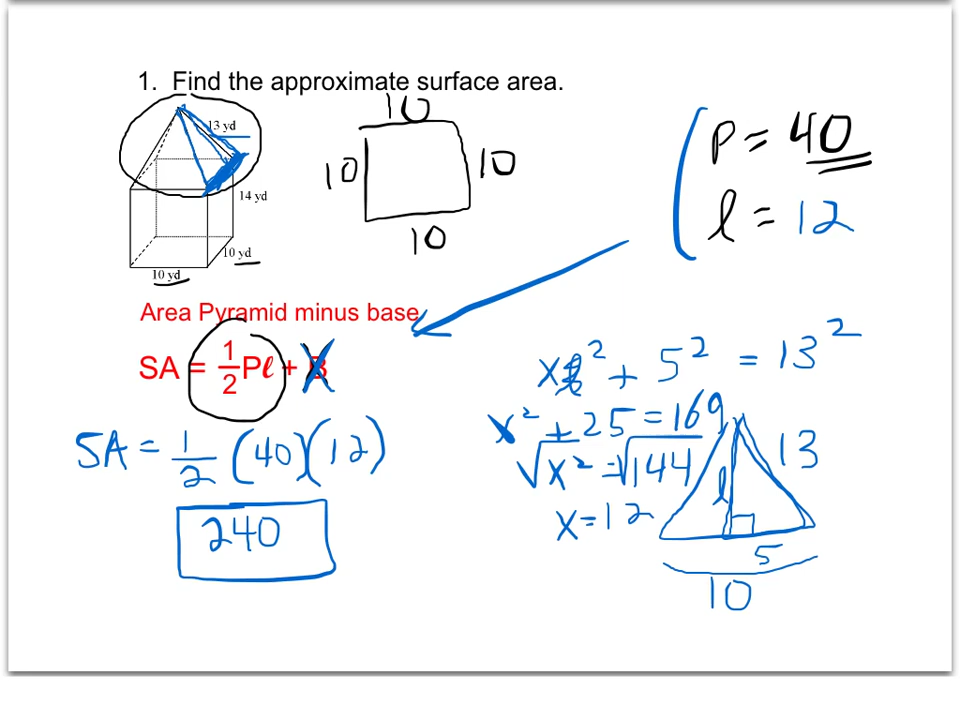 1. Find the approximate surface area.
13 yd
14 yd
10 yd
10 yd
10
10
10
10
P = 40
l = 12
Area Pyramid minus base
SA = 1/2 Pℓ + B
SA = 1/2 (40)(12)
240
x² + 5² = 13²
x² + 25 = 169
√x² = √144
x = 12
l
13
5
10